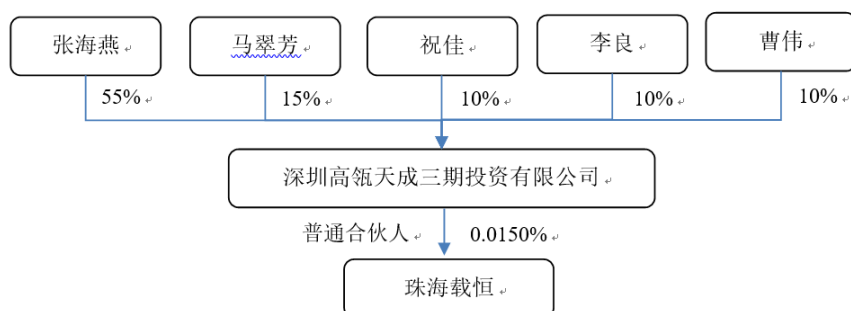 张海燕 马翠芳 祝佳 李良 曹伟
55% 15% 10% 10% 10%
深圳高瓴天成三期投资有限公司
普通合伙人 0.0150%
珠海载恒